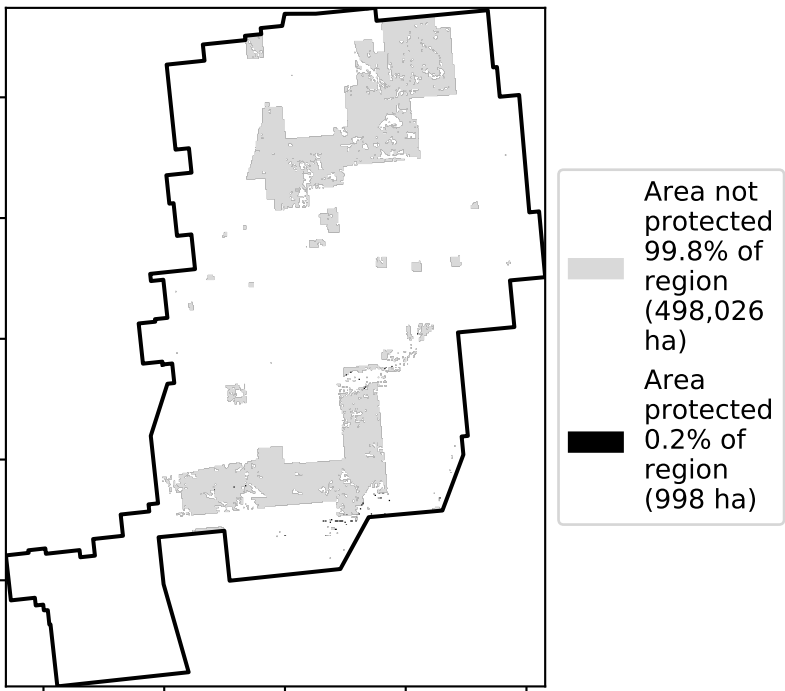 Area not
protected
99.8% of
region
(498,026
ha)
Area
protected
0.2% of
region
(998 ha)